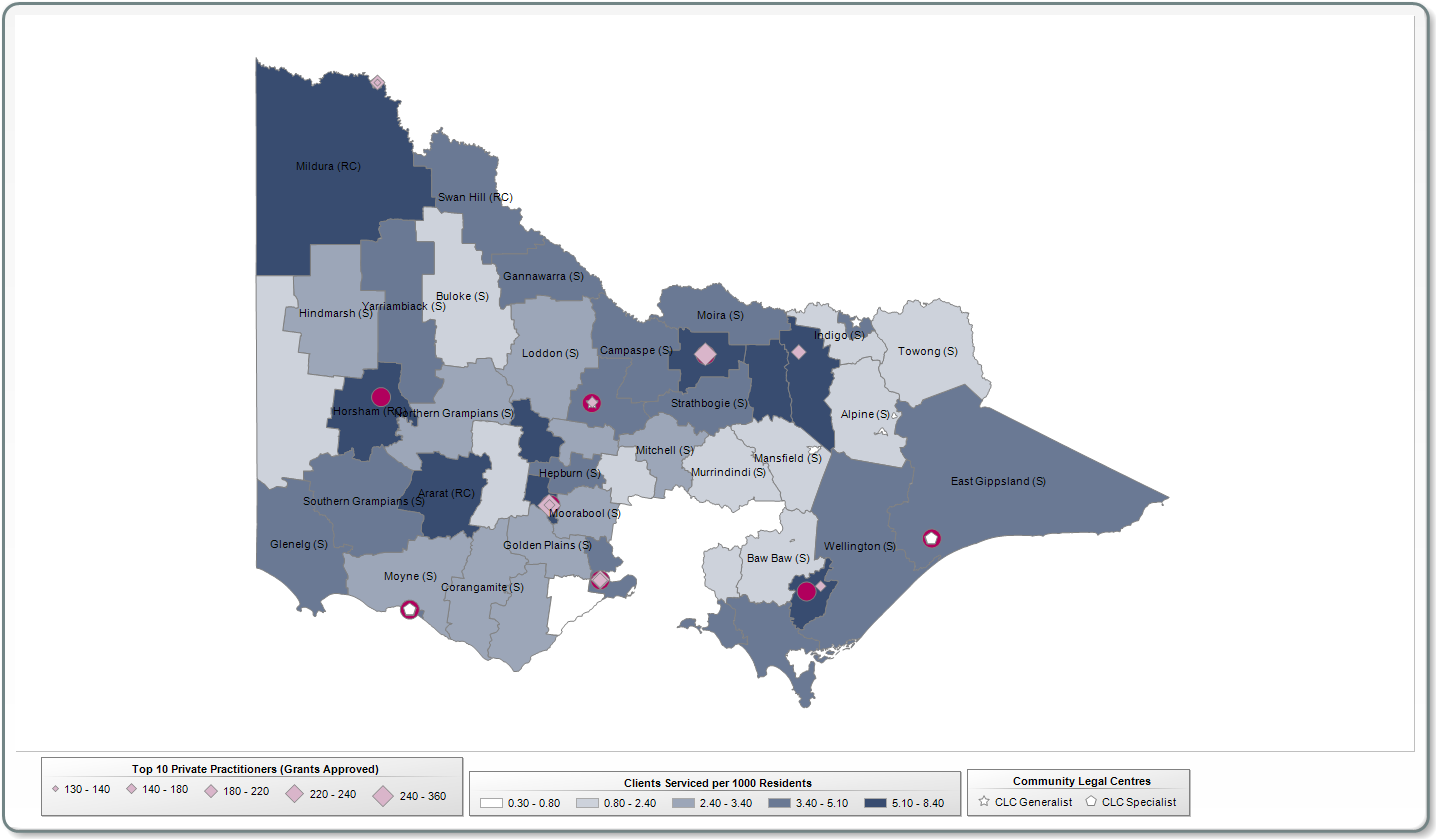 Mildura (RC)
Swan Hill (RC)
Gannawarra (S)
Buluke (S)
Yarriambiack (S)
Hindmarsh (S)
Moira (S)
Indigo (S)
Towong (S)
Loddon (S)
Campaspe (S)
Horsham (RC)
Northern Grampians (S)
Strathbogie (S)
Alpine (S)
Mitchell (S)
Mansfield (S)
Murrindindi (S)
Hepburn (S)
East Gippsland (S)
Ararat (RC)
Southern Grampians (S)
Moorabool (S)
Glenelg (S)
Golden Plains (S)
Wellington (S)
Baw Baw (S)
Moyne (S)
Corangamite (S)
Top 10 Private Practitioners (Grants Approved)
130 - 140 140 - 180 180 - 220 220 - 240 240 - 360
Clients Serviced per 1000 Residents
0.30 - 0.80 0.80 - 2.40 2.40 - 3.40 3.40 - 5.10 5.10 - 8.40
Community Legal Centres
CLC Generalist CLC Specialist